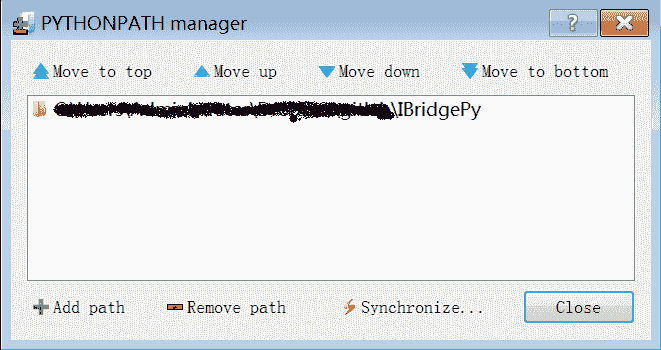 PYTHONPATH manager
Move to top Move up Move down Move to bottom
\IBridgePy
Add path Remove path Synchronize... Close